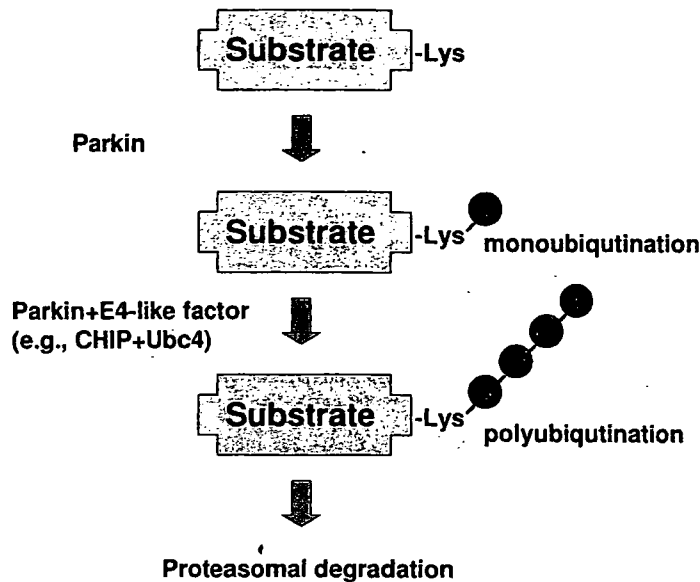 Substrate -Lys
Parkin
Substrate -Lys
monoubiqutination
Parkin+E4-like factor
(e.g., CHIP+Ubc4)
Substrate -Lys
polyubiqutination
Proteasomal degradation